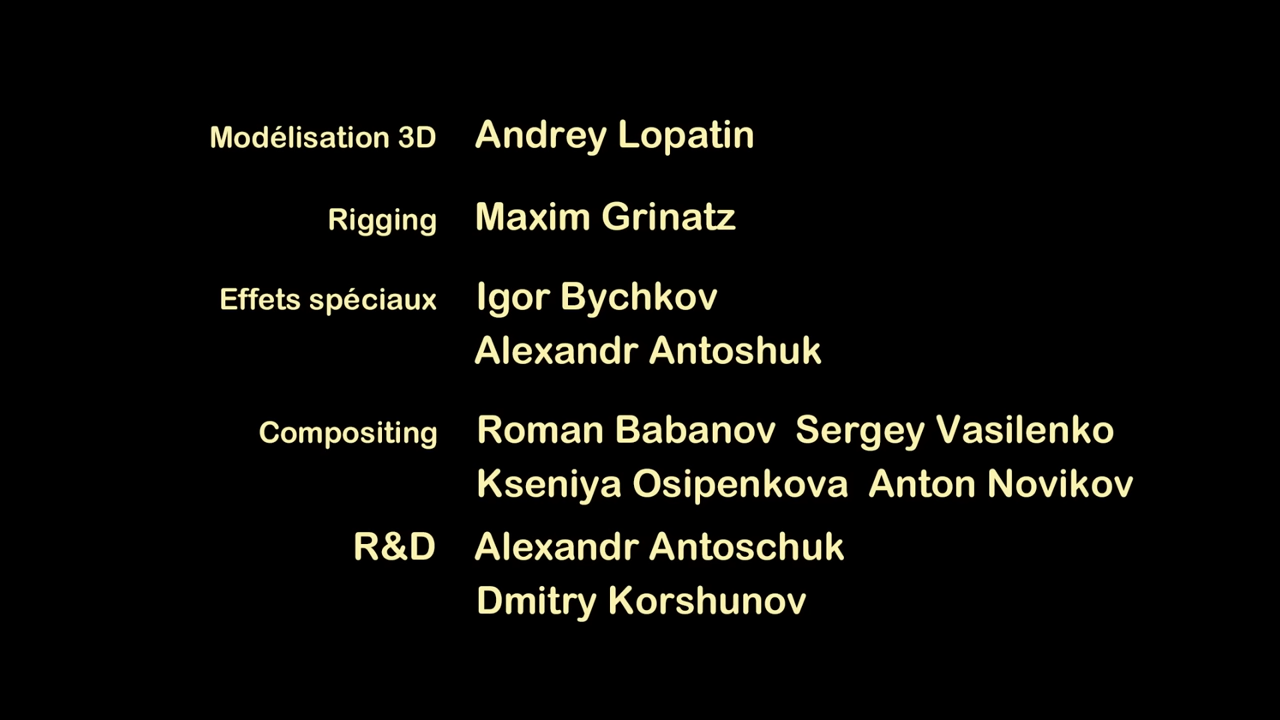 Modélisation 3D Andrey Lopatin
Rigging Maxim Grinatz
Effets spéciaux Igor Bychkov
Alexandr Antoshuk
Compositing Roman Babanov Sergey Vasilenko
Kseniya Osipenkova Anton Novikov
R&D Alexandr Antoschuk
Dmitry Korshunov